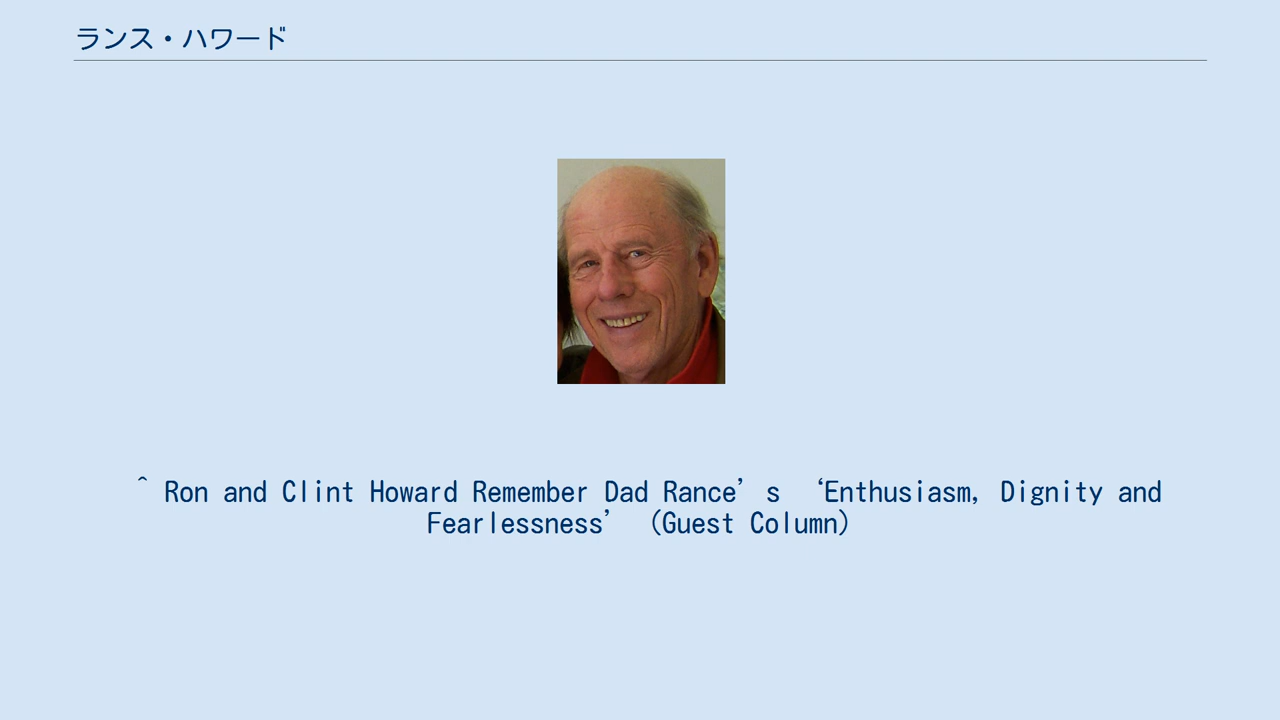 ランス・ハワード
^ Ron and Clint Howard Remember Dad Rance’s ‘Enthusiasm, Dignity and
Fearlessness’ (Guest Column)